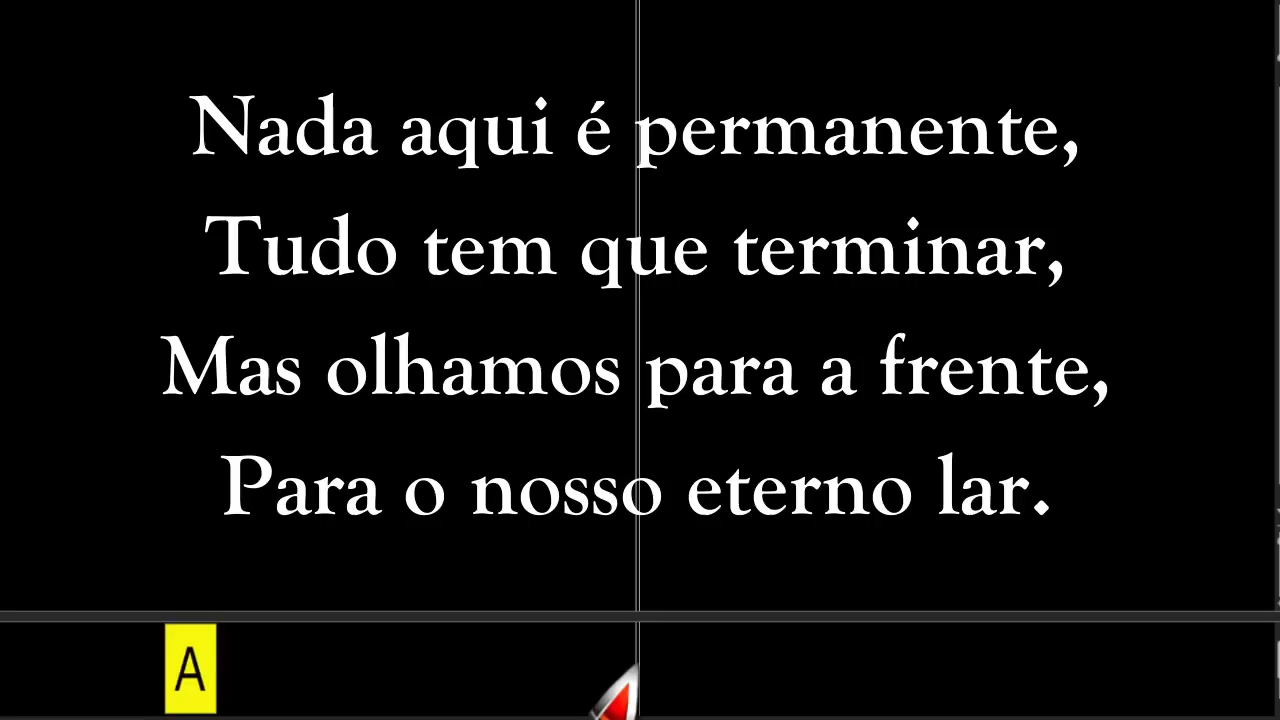 Nada aqui é permanente,
Tudo tem que terminar,
Mas olhamos para a frente,
Para o nosso eterno lar.
A